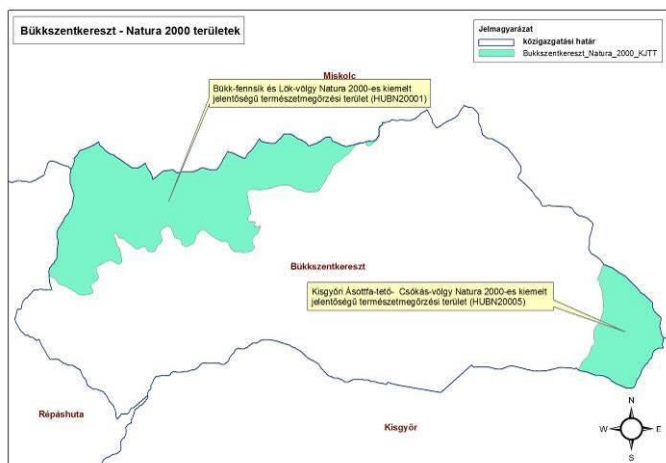 Bükkszentkereszt - Natura 2000 területek
Jelmagyarázat
közigazgatási határ
Bukkszentkereszt_Natura_2000_KJTT
Miskolc
Bükk-fennsík és Lök-völgy Natura 2000-es kiemelt
jelentőségű természetmegőrzési terület (HUBN20001)
Bükkszentkereszt
Kisgyőri Ásottfa-tető- Csókás-völgy Natura 2000-es kiemelt
jelentőségű természetmegőrzési terület (HUBN20005)
Répáshuta
Kisgyőr
N
W E
S